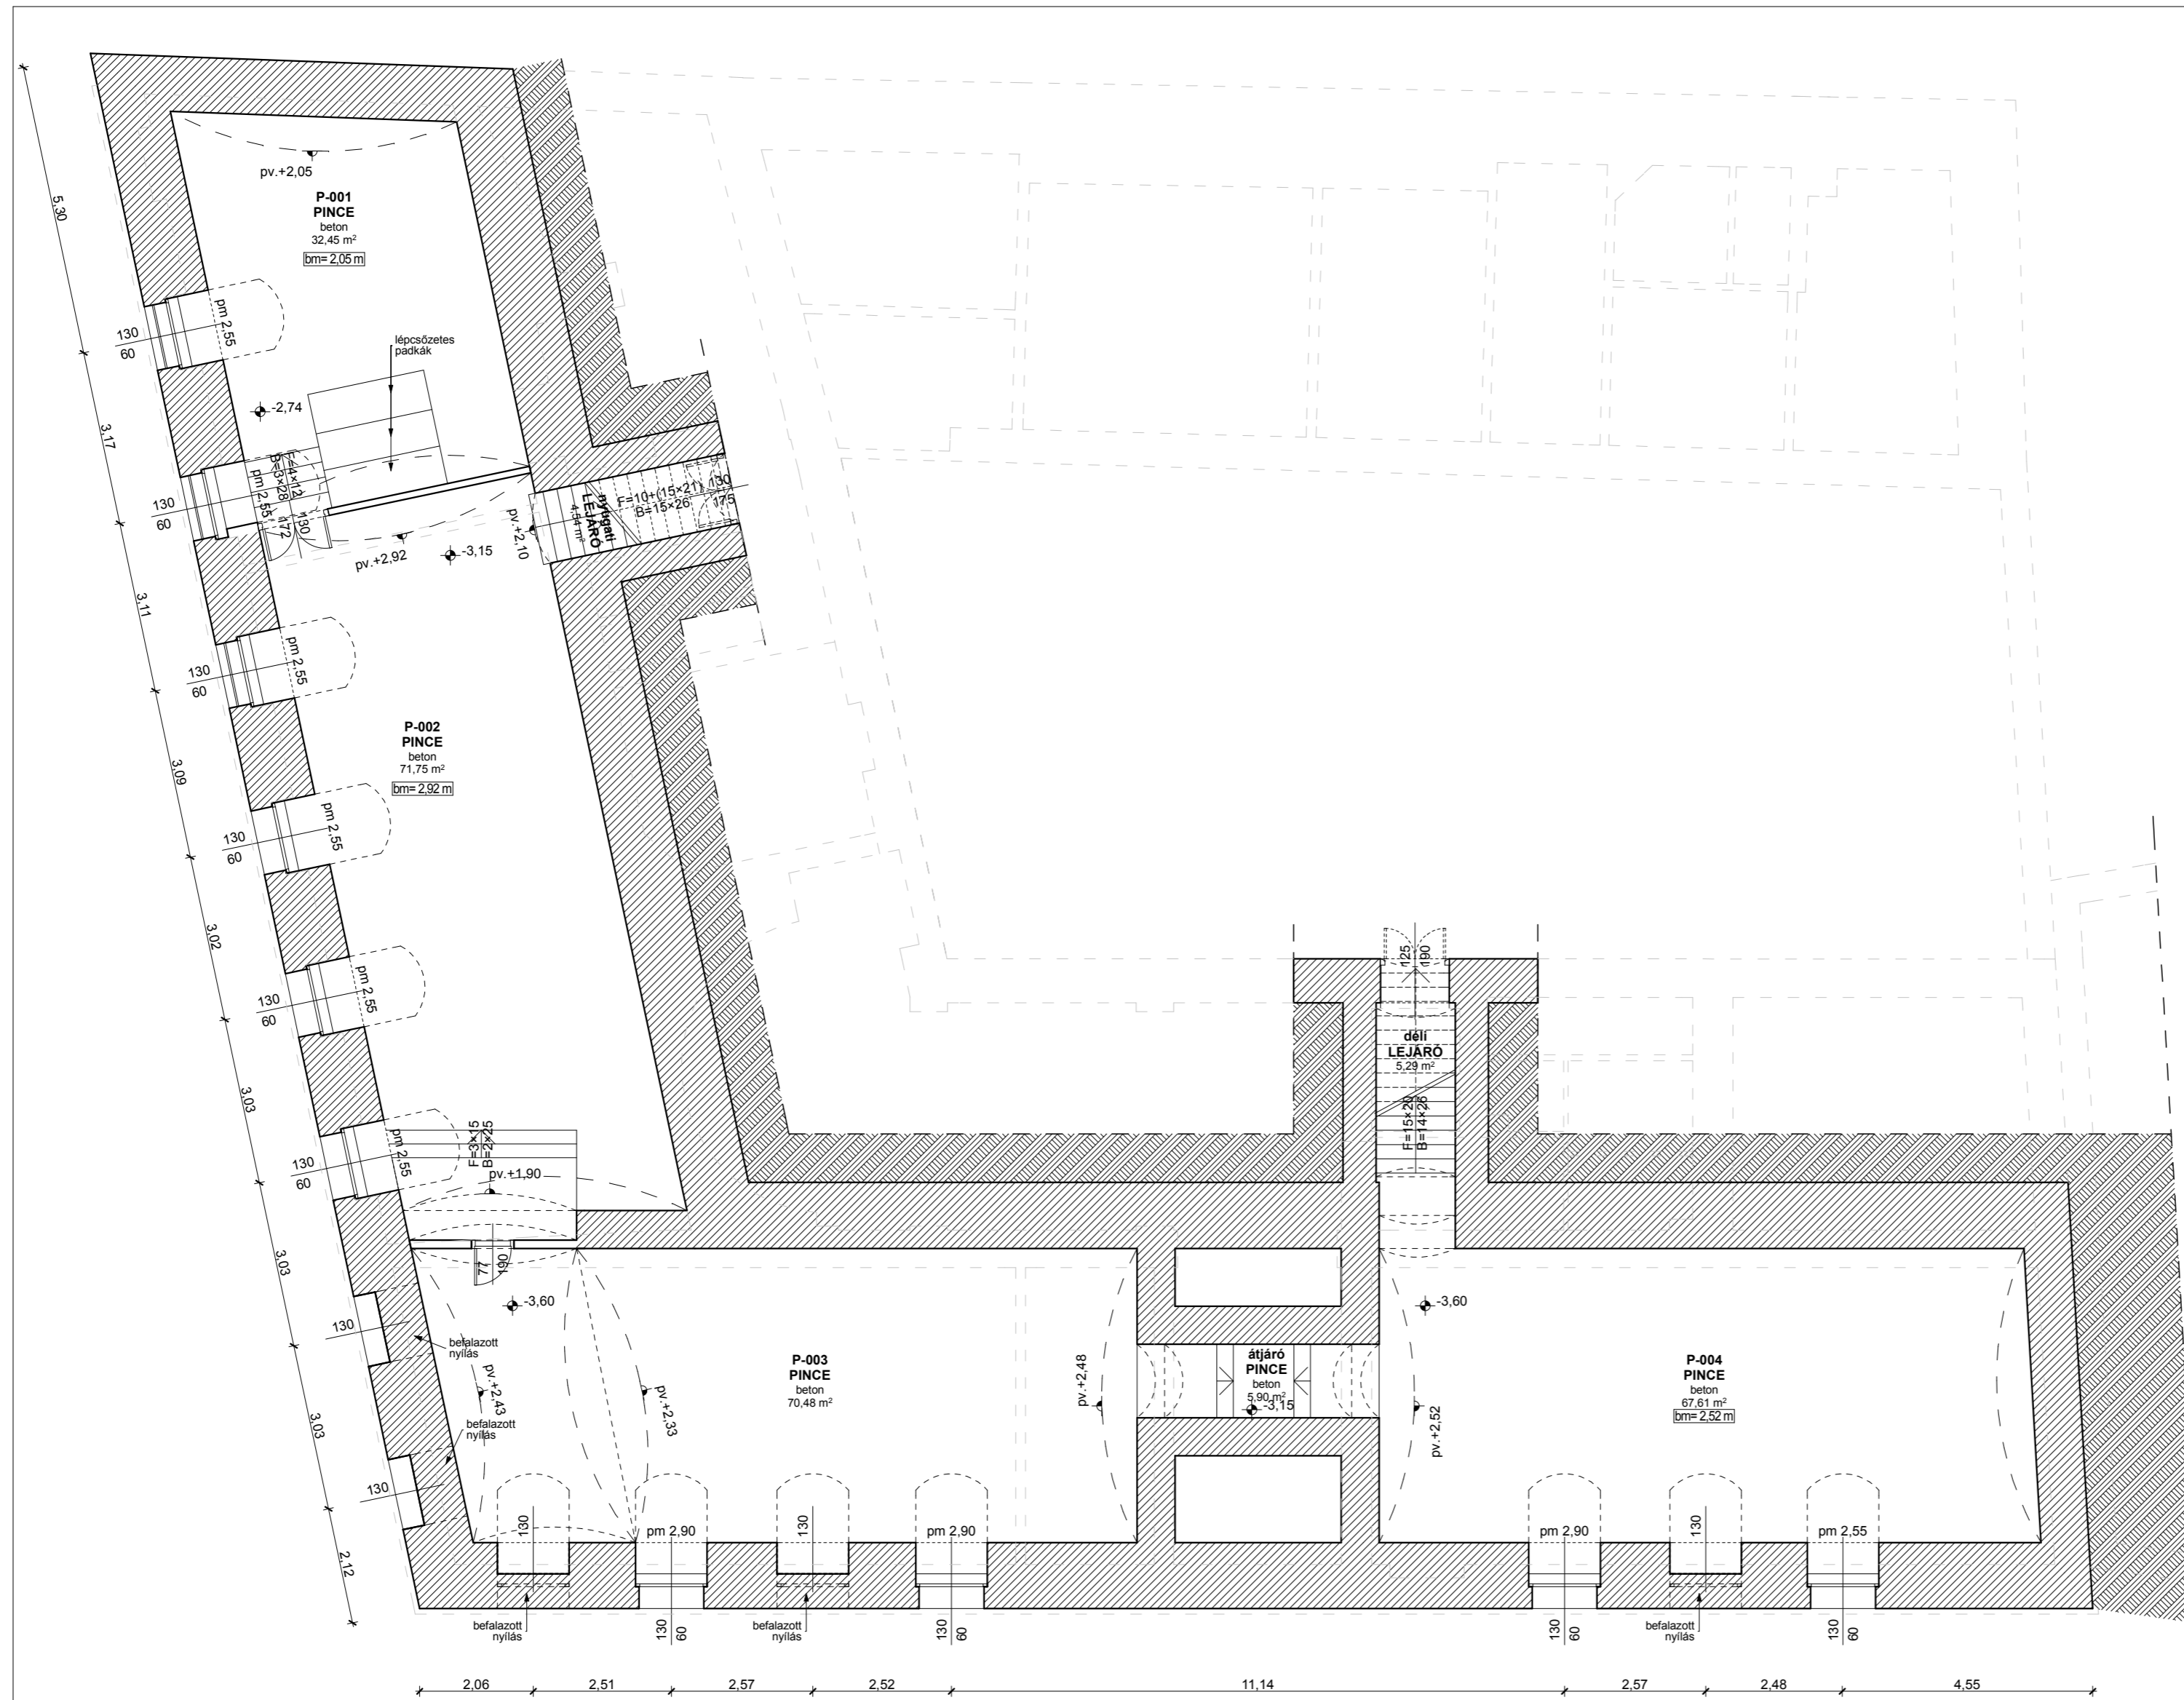 5,30
3,17
3,11
3,09
3,02
3,03
3,03
3,03
2,12
pv.+2,05
P-001
PINCE
beton
32,45 m²
bm= 2,05 m
130
60
pm 2,55
lépcsőzetes
padkák
-2,74
130
60
pm 2,55
B=3×28
F=4×12
172
130
pv.+2,92
-3,15
pv.+2,10
nyugati
LEJÁRÓ
4,54 m²
F=10+(15×21)
B=15×26
130
175
130
60
pm 2,55
P-002
PINCE
beton
71,75 m²
bm= 2,92 m
130
60
pm 2,55
130
60
pm 2,55
130
60
pm 2,55
F=3×15
B=2×25
pv.+1,90
77
190
125
190
déli
LEJÁRÓ
5,29 m²
F=15×20
B=14×26
-3,60
130
befalazott
nyílás
pv.+2,43
befalazott
nyílás
130
pv.+2,33
P-003
PINCE
beton
70,48 m²
pv.+2,48
átjáró
PINCE
beton
5,90 m²
-3,15
-3,60
pv.+2,52
P-004
PINCE
beton
67,61 m²
bm= 2,52 m
130
pm 2,90
130
pm 2,90
pm 2,90
130
pm 2,55
befalazott
nyílás
130
60
befalazott
nyílás
130
60
130
60
befalazott
nyílás
130
60
2,06
2,51
2,57
2,52
11,14
2,57
2,48
4,55